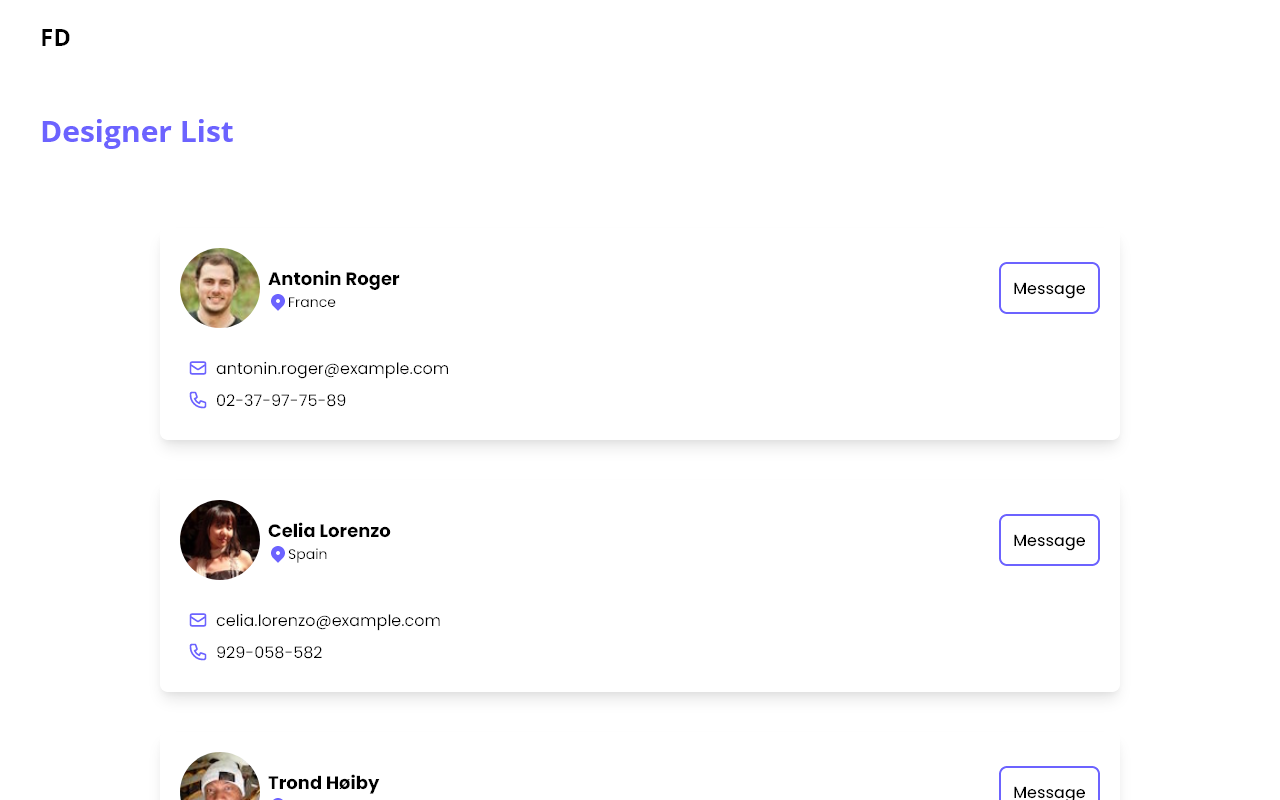 FD
Designer List
Antonin Roger
France
Message
antonin.roger@example.com
02-37-97-75-89
Celia Lorenzo
Spain
Message
celia.lorenzo@example.com
929-058-582
Trond Høiby
Message